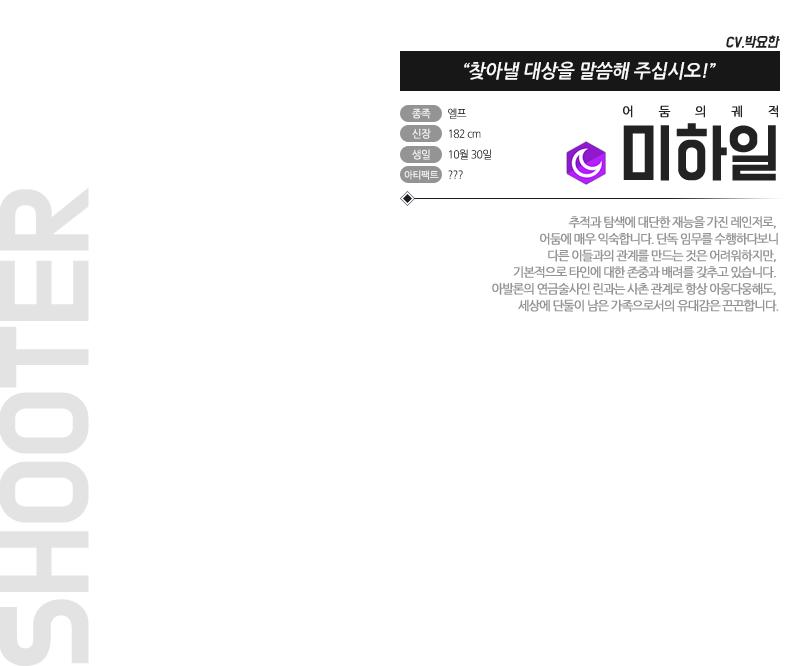 CV.박요한
“찾아낼 대상을 말씀해 주십시오!”
종족 엘프
신장 182 cm
생일 10월 30일
아티팩트 ???
어둠의궤적
미하일
추적과 탐색에 대단한 재능을 가진 레인저로,
어둠에 매우 익숙합니다. 단독 임무를 수행하다보니
다른 이들과의 관계를 만드는 것은 어려워하지만,
기본적으로 타인에 대한 존중과 배려를 갖추고 있습니다.
아발론의 연금술사인 린과는 사촌 관계로 항상 아웅다웅해도,
세상에 단둘이 남은 가족으로서의 유대감은 끈끈합니다.
SHOOTER